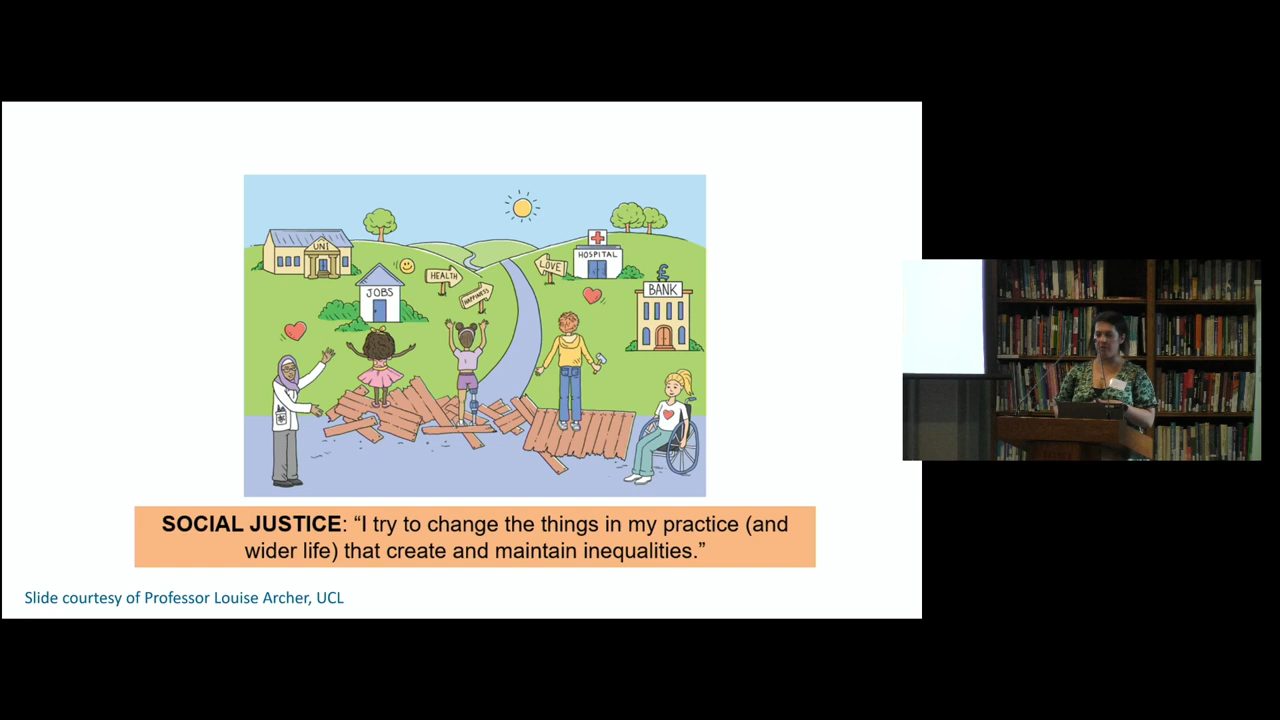 UNI
HOSPITAL
LOVE
HEALTH
HAPPINESS
JOBS
£
BANK
SOCIAL JUSTICE: “I try to change the things in my practice (and
wider life) that create and maintain inequalities.”
Slide courtesy of Professor Louise Archer, UCL